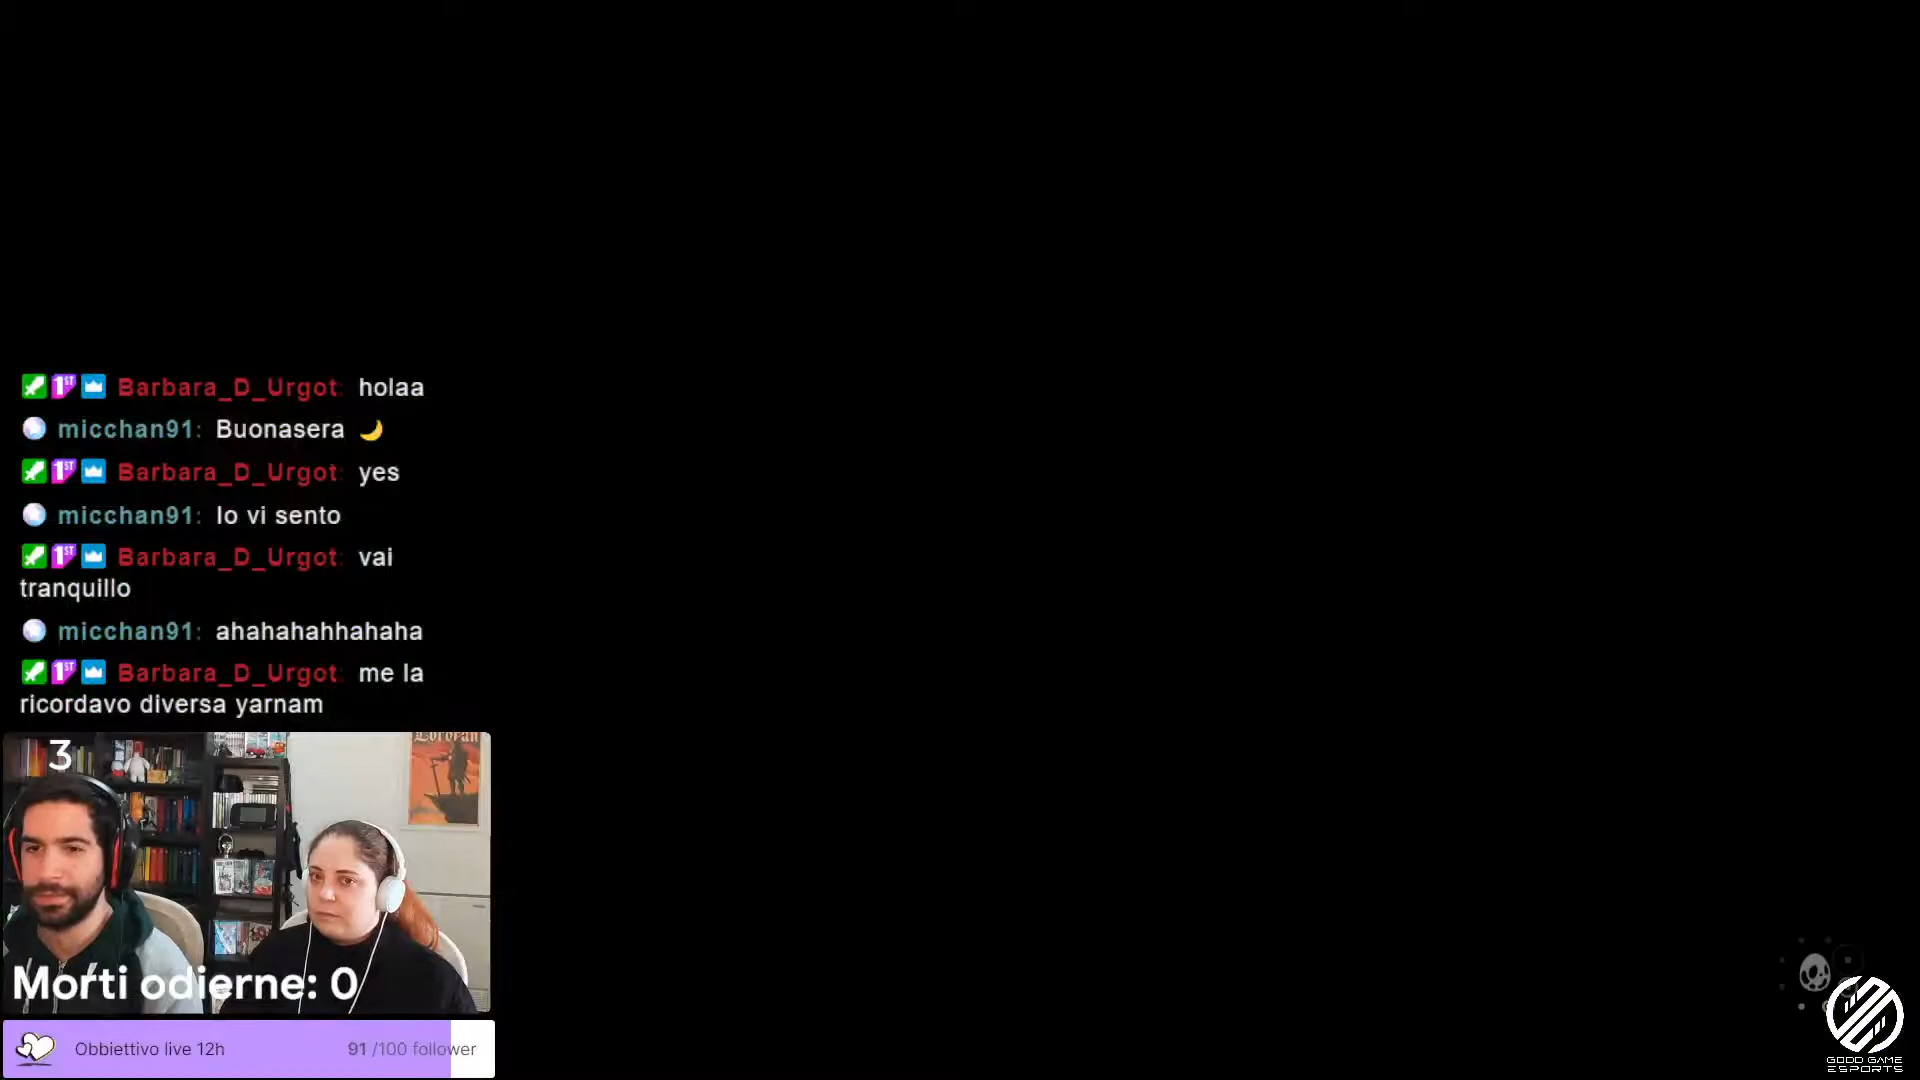 Barbara_D_Urgot: holaa
micchan91: Buonasera 🌙
Barbara_D_Urgot: yes
micchan91: Io vi sento
Barbara_D_Urgot: vai
tranquillo
micchan91: ahahahahhahaha
Barbara_D_Urgot: me la
ricordavo diversa yarnam
3
Lordran
Morti odierne: 0
Obbiettivo live 12h 91 /100 follower
GOOD GAME
ESPORTS